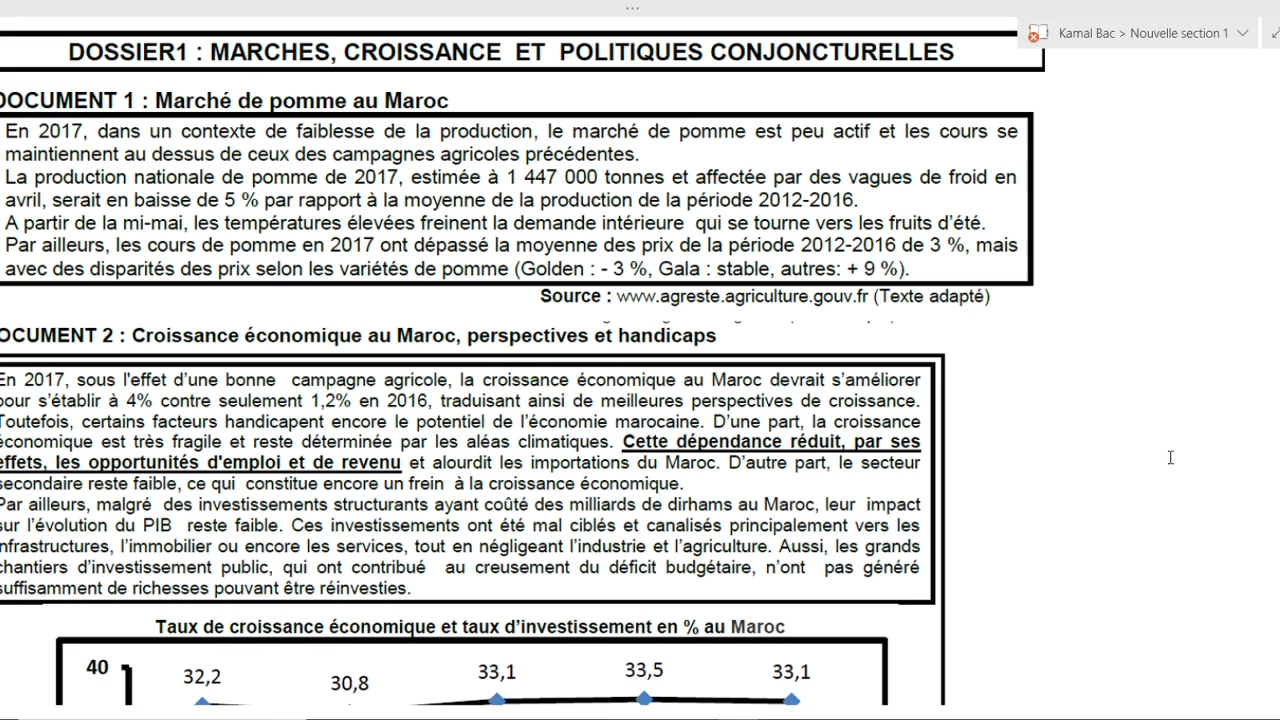 ...
Kamal Bac > Nouvelle section 1
DOSSIER1 : MARCHES, CROISSANCE ET POLITIQUES CONJONCTURELLES
DOCUMENT 1 : Marché de pomme au Maroc
En 2017, dans un contexte de faiblesse de la production, le marché de pomme est peu actif et les cours se
maintiennent au dessus de ceux des campagnes agricoles précédentes.
La production nationale de pomme de 2017, estimée à 1 447 000 tonnes et affectée par des vagues de froid en
avril, serait en baisse de 5 % par rapport à la moyenne de la production de la période 2012-2016.
A partir de la mi-mai, les températures élevées freinent la demande intérieure qui se tourne vers les fruits d'été.
Par ailleurs, les cours de pomme en 2017 ont dépassé la moyenne des prix de la période 2012-2016 de 3 %, mais
avec des disparités des prix selon les variétés de pomme (Golden : - 3 %, Gala : stable, autres: + 9 %).
Source : www.agreste.agriculture.gouv.fr (Texte adapté)
OCUMENT 2 : Croissance économique au Maroc, perspectives et handicaps
En 2017, sous l'effet d'une bonne campagne agricole, la croissance économique au Maroc devrait s'améliorer
pour s'établir à 4% contre seulement 1,2% en 2016, traduisant ainsi de meilleures perspectives de croissance.
Toutefois, certains facteurs handicapent encore le potentiel de l'économie marocaine. D'une part, la croissance
économique est très fragile et reste déterminée par les aléas climatiques. Cette dépendance réduit, par ses
effets, les opportunités d'emploi et de revenu et alourdit les importations du Maroc. D'autre part, le secteur
secondaire reste faible, ce qui constitue encore un frein à la croissance économique.
Par ailleurs, malgré des investissements structurants ayant coûté des milliards de dirhams au Maroc, leur impact
sur l'évolution du PIB reste faible. Ces investissements ont été mal ciblés et canalisés principalement vers les
infrastructures, l'immobilier ou encore les services, tout en négligeant l'industrie et l'agriculture. Aussi, les grands
chantiers d'investissement public, qui ont contribué au creusement du déficit budgétaire, n'ont pas généré
suffisamment de richesses pouvant être réinvesties.
Taux de croissance économique et taux d'investissement en % au Maroc
40
32,2
30,8
33,1
33,5
33,1